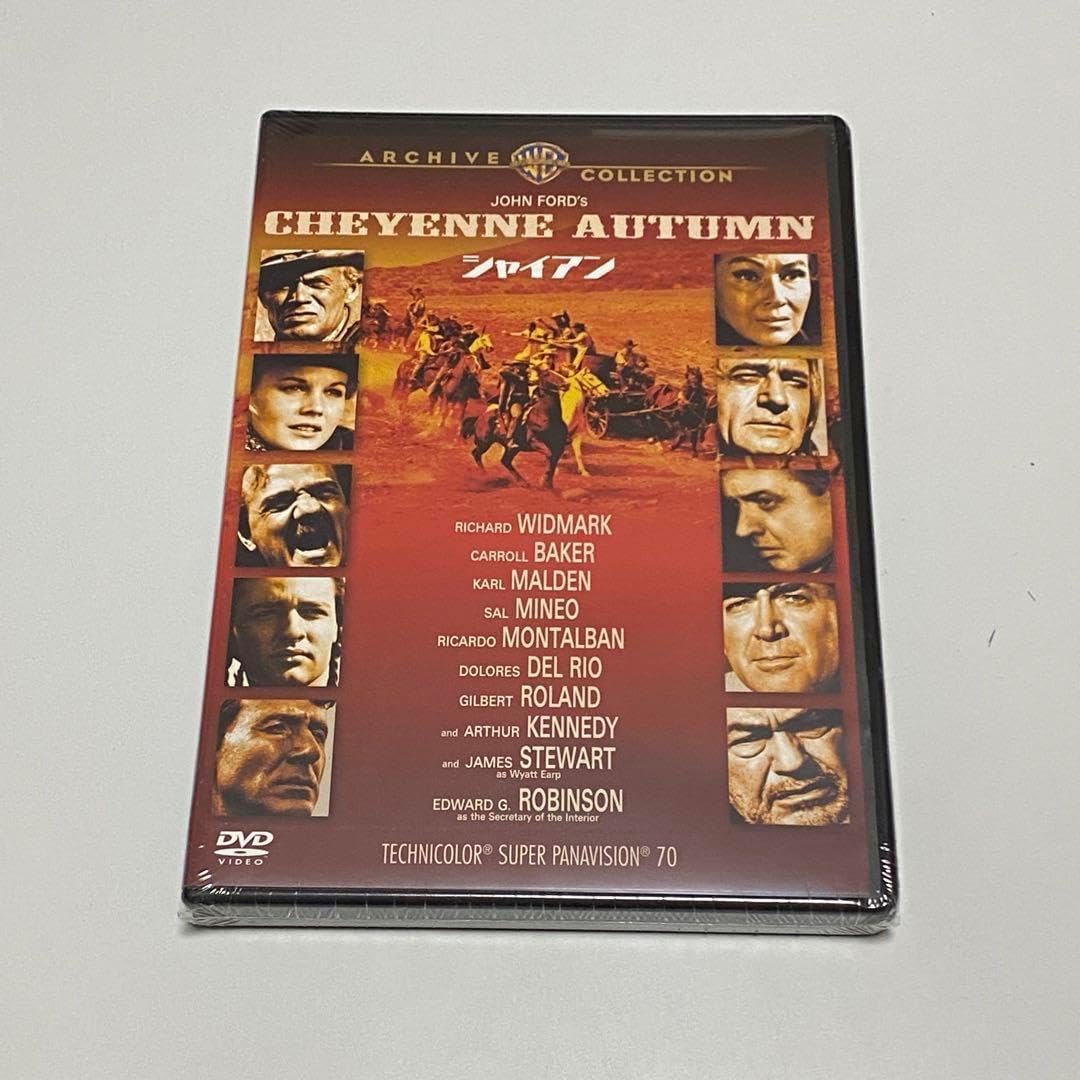 ARCHIVE WB COLLECTION
JOHN FORD'S
CHEYENNE AUTUMN
シャイアン
RICHARD WIDMARK
CARROLL BAKER
KARL MALDEN
SAL MINEO
RICARDO MONTALBAN
DOLORES DEL RIO
GILBERT ROLAND
and ARTHUR KENNEDY
and JAMES STEWART
as Wyatt Earp
EDWARD G. ROBINSON
as the Secretary of the Interior
DVD
VIDEO
TECHNICOLOR® SUPER PANAVISION® 70